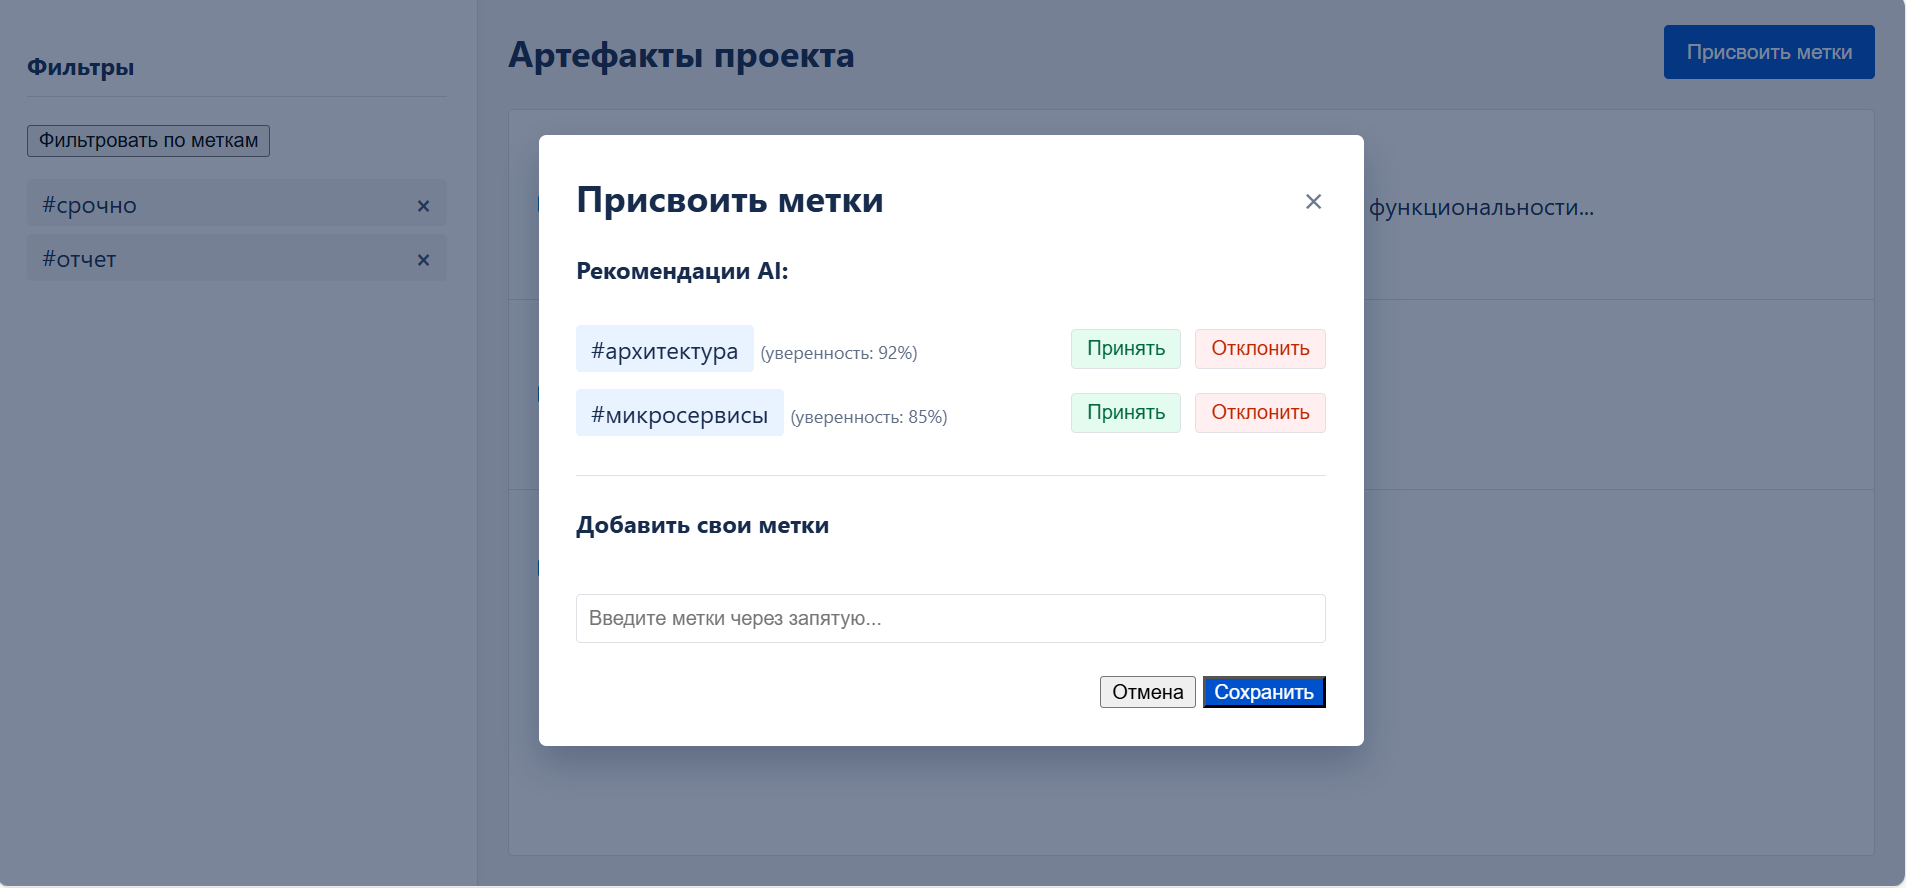 Фильтры
Фильтровать по меткам
#срочно ×
#отчет ×
Артефакты проекта
Присвоить метки
функциональности...
Присвоить метки ×
Рекомендации AI:
#архитектура (уверенность: 92%) Принять Отклонить
#микросервисы (уверенность: 85%) Принять Отклонить
Добавить свои метки
Введите метки через запятую...
Отмена Сохранить